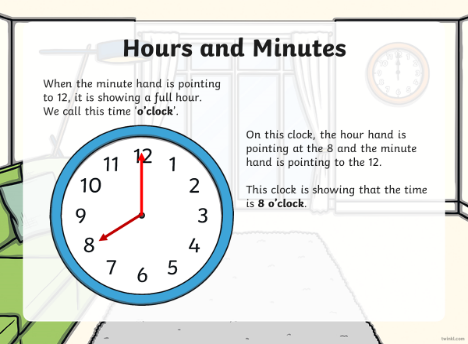 Hours and Minutes
When the minute hand is pointing
to 12, it is showing a full hour.
We call this time 'o'clock'.
On this clock, the hour hand is
pointing at the 8 and the minute
hand is pointing to the 12.
This clock is showing that the time
is 8 o'clock.
12
1
2
3
4
5
6
7
8
9
10
11
twinkl.com